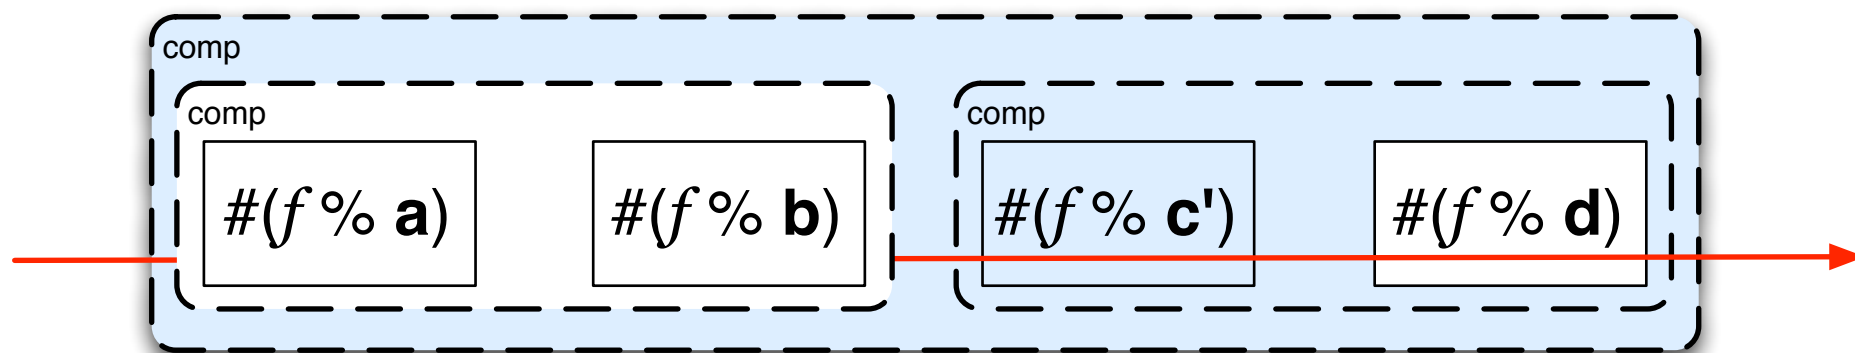 comp
comp
comp
#(f % a)
#(f % b)
#(f % c')
#(f % d)